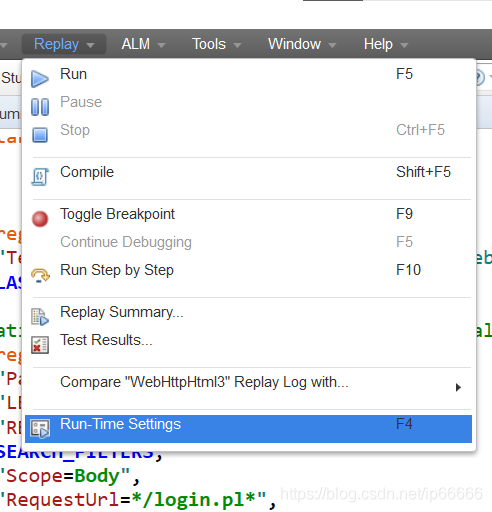 Replay ALM Tools Window Help
Stu
Run F5
Pause
um
Stop Ctrl+F5
Compile Shift+F5
Toggle Breakpoint F9
reg
Continue Debugging F5
"Te eb
Run Step by Step F10
LAS
Replay Summary...
ati al
Test Results...
reg
Compare "WebHttpHtml3" Replay Log with...
"Pa
"LE
Run-Time Settings F4
"RE
SEARCH_FILTERS,
"Scope=Body",
"RequestUrl=*/login.pl*",
https://blog.csdn.net/ip66666